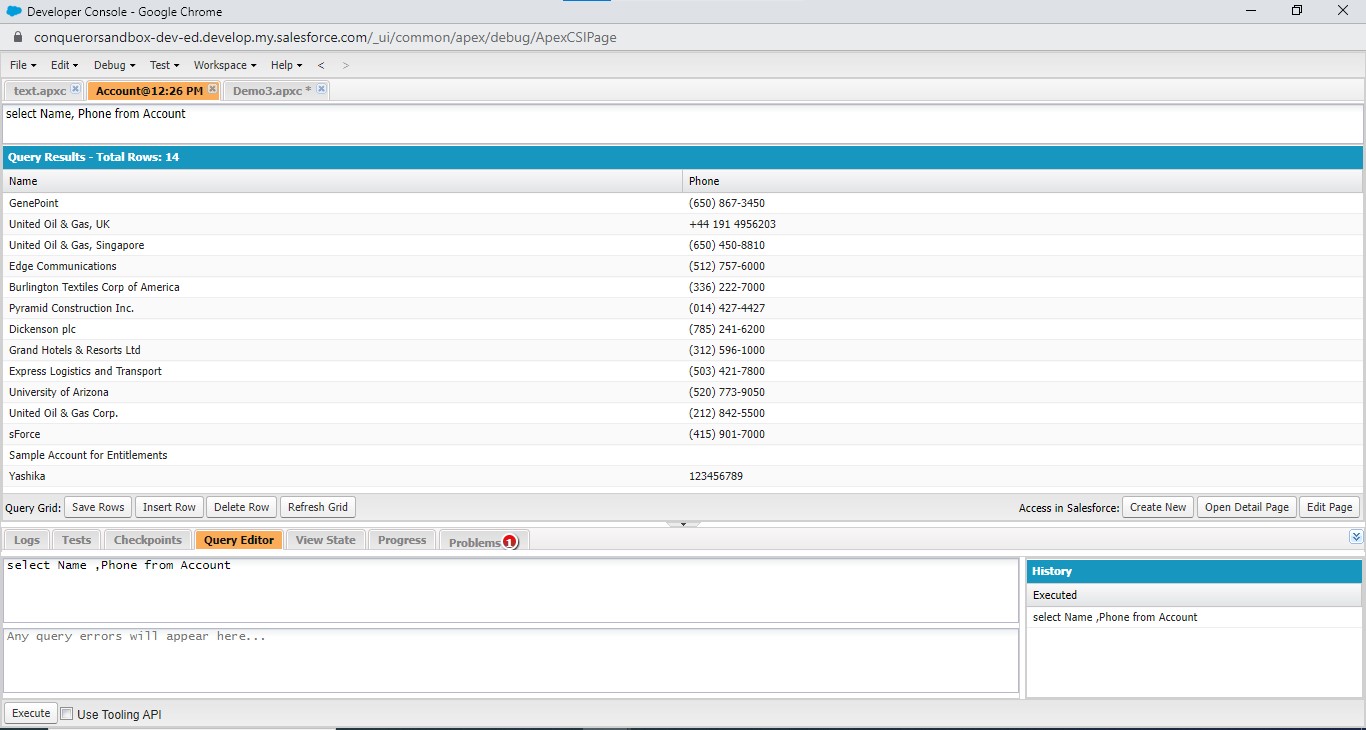 Developer Console - Google Chrome
conquerorsandbox-dev-ed.develop.my.salesforce.com/_ui/common/apex/debug/ApexCSIPage
File Edit Debug Test Workspace Help < >
text.apxc Account@12:26 PM Demo3.apxc *
select Name, Phone from Account
Query Results - Total Rows: 14
Name Phone
GenePoint (650) 867-3450
United Oil & Gas, UK +44 191 4956203
United Oil & Gas, Singapore (650) 450-8810
Edge Communications (512) 757-6000
Burlington Textiles Corp of America (336) 222-7000
Pyramid Construction Inc. (014) 427-4427
Dickenson plc (785) 241-6200
Grand Hotels & Resorts Ltd (312) 596-1000
Express Logistics and Transport (503) 421-7800
University of Arizona (520) 773-9050
United Oil & Gas Corp. (212) 842-5500
sForce (415) 901-7000
Sample Account for Entitlements
Yashika 123456789
Query Grid: Save Rows Insert Row Delete Row Refresh Grid Access in Salesforce: Create New Open Detail Page Edit Page
Logs Tests Checkpoints Query Editor View State Progress Problems 1
select Name ,Phone from Account
Any query errors will appear here...
History
Executed
select Name ,Phone from Account
Execute Use Tooling API